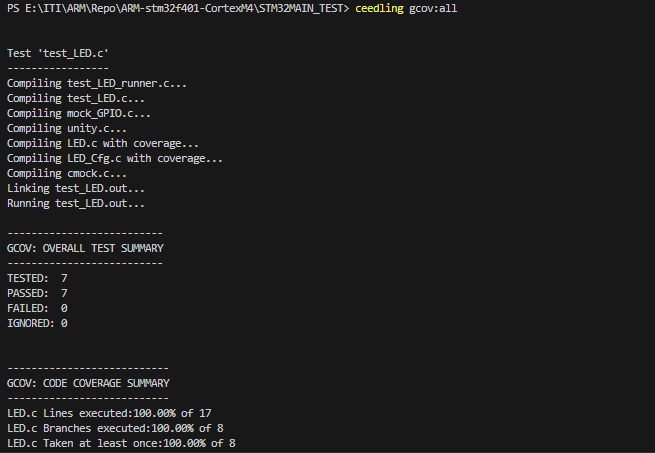 PS E:\ITI\ARM\Repo\ARM-stm32f401-CortexM4\STM32MAIN_TEST> ceedling gcov:all
Test 'test_LED.c'
-----------------
Compiling test_LED_runner.c...
Compiling test_LED.c...
Compiling mock_GPIO.c...
Compiling unity.c...
Compiling LED.c with coverage...
Compiling LED_Cfg.c with coverage...
Compiling cmock.c...
Linking test_LED.out...
Running test_LED.out...
--------------------------
GCOV: OVERALL TEST SUMMARY
--------------------------
TESTED:  7
PASSED:  7
FAILED:  0
IGNORED: 0
---------------------------
GCOV: CODE COVERAGE SUMMARY
---------------------------
LED.c Lines executed:100.00% of 17
LED.c Branches executed:100.00% of 8
LED.c Taken at least once:100.00% of 8